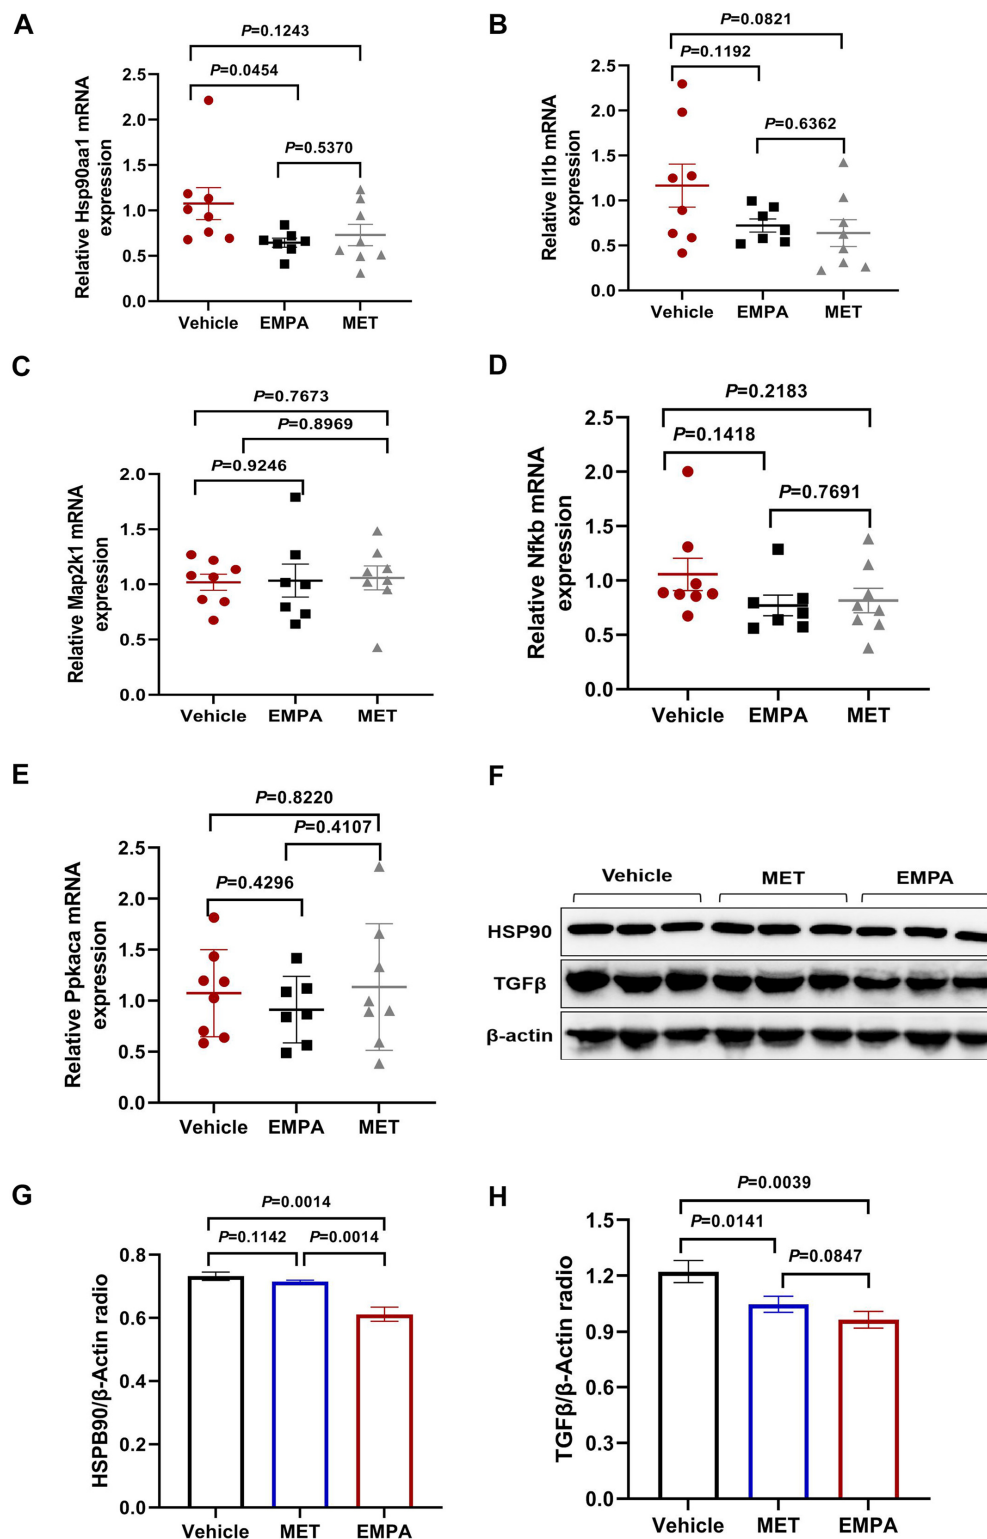 A
P=0.1243
P=0.0454
P=0.5370
Relative Hsp90aa1 mRNA
expression
2.5
2.0
1.5
1.0
0.5
0.0
Vehicle EMPA MET
B
P=0.0821
P=0.1192
P=0.6362
Relative Il1b mRNA
expression
2.5
2.0
1.5
1.0
0.5
0.0
Vehicle EMPA MET
C
P=0.7673
P=0.8969
P=0.9246
Relative Map2k1 mRNA
expression
2.0
1.5
1.0
0.5
0.0
Vehicle EMPA MET
D
P=0.2183
P=0.1418
P=0.7691
Relative Nfkb mRNA
expression
2.5
2.0
1.5
1.0
0.5
0.0
Vehicle EMPA MET
E
P=0.8220
P=0.4107
P=0.4296
Relative Ppkaca mRNA
expression
2.5
2.0
1.5
1.0
0.5
0.0
Vehicle EMPA MET
F
Vehicle MET EMPA
HSP90
TGFβ
β-actin
G
P=0.0014
P=0.1142 P=0.0014
HSPB90/β-Actin radio
0.8
0.6
0.4
0.2
0.0
Vehicle MET EMPA
H
P=0.0039
P=0.0141
P=0.0847
TGFβ/β-Actin radio
1.5
1.2
0.9
0.6
0.3
0.0
Vehicle MET EMPA